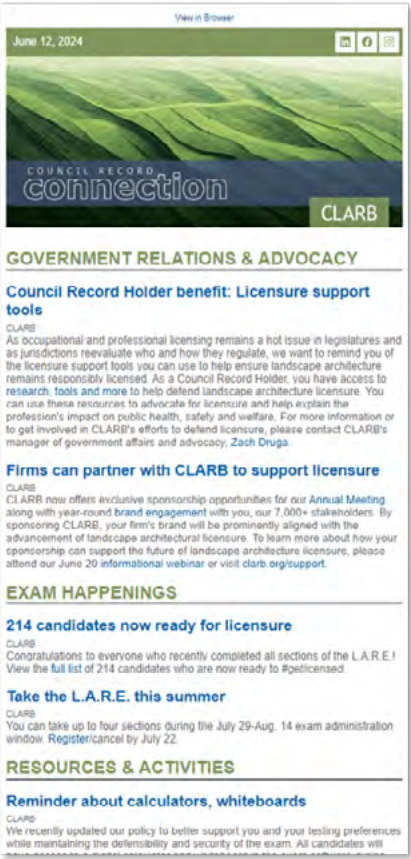 View in Browser
June 12, 2024
COUNCIL RECORD
connection
CLARB
GOVERNMENT RELATIONS & ADVOCACY
Council Record Holder benefit: Licensure support
tools
CLARB
As occupational and professional licensing remains a hot issue in legislatures and
as jurisdictions reevaluate who and how they regulate, we want to remind you of
the licensure support tools you can use to help ensure landscape architecture
remains responsibly licensed. As a Council Record Holder, you have access to
research, tools and more to help defend landscape architecture licensure. You
can use these resources to advocate for licensure and help explain the
profession's impact on public health, safety and welfare. For more information or
to get involved in CLARB's efforts to defend licensure, please contact CLARB's
manager of government affairs and advocacy, Zach Druga.
Firms can partner with CLARB to support licensure
CLARB
CLARB now offers exclusive sponsorship opportunities for our Annual Meeting
along with year-round brand engagement with you, our 7,000+ stakeholders. By
sponsoring CLARB, your firm's brand will be prominently aligned with the
advancement of landscape architectural licensure. To learn more about how your
sponsorship can support the future of landscape architecture licensure, please
attend our June 20 informational webinar or visit clarb.org/support.
EXAM HAPPENINGS
214 candidates now ready for licensure
CLARB
Congratulations to everyone who recently completed all sections of the L.A.R.E.!
View the full list of 214 candidates who are now ready to #getlicensed.
Take the L.A.R.E. this summer
CLARB
You can take up to four sections during the July 29-Aug. 14 exam administration
window. Register/cancel by July 22.
RESOURCES & ACTIVITIES
Reminder about calculators, whiteboards
CLARB
We recently updated our policy to better support you and your testing preferences
while maintaining the defensibility and security of the exam. All candidates will